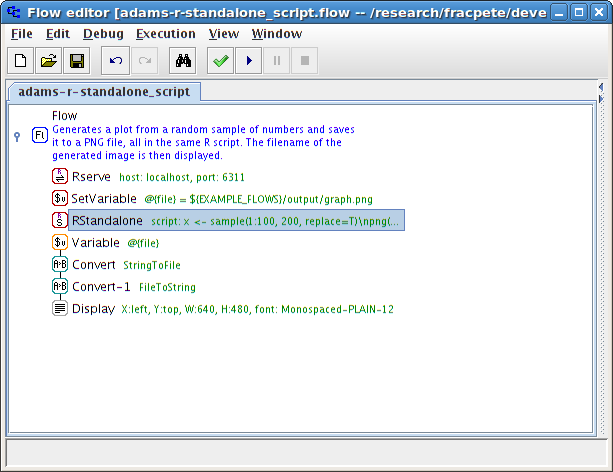 Flow editor [adams-r-standalone_script.flow -- /research/fracpete/deve
File Edit Debug Execution View Window
adams-r-standalone_script
Flow
Fl
Generates a plot from a random sample of numbers and saves
it to a PNG file, all in the same R script. The filename of the
generated image is then displayed.
R Rserve host: localhost, port: 6311
$v SetVariable @{file} = ${EXAMPLE_FLOWS}/output/graph.png
R S RStandalone script: x <- sample(1:100, 200, replace=T)\npng(...
$v Variable @{file}
A>B Convert StringToFile
A>B Convert-1 FileToString
Display X:left, Y:top, W:640, H:480, font: Monospaced-PLAIN-12